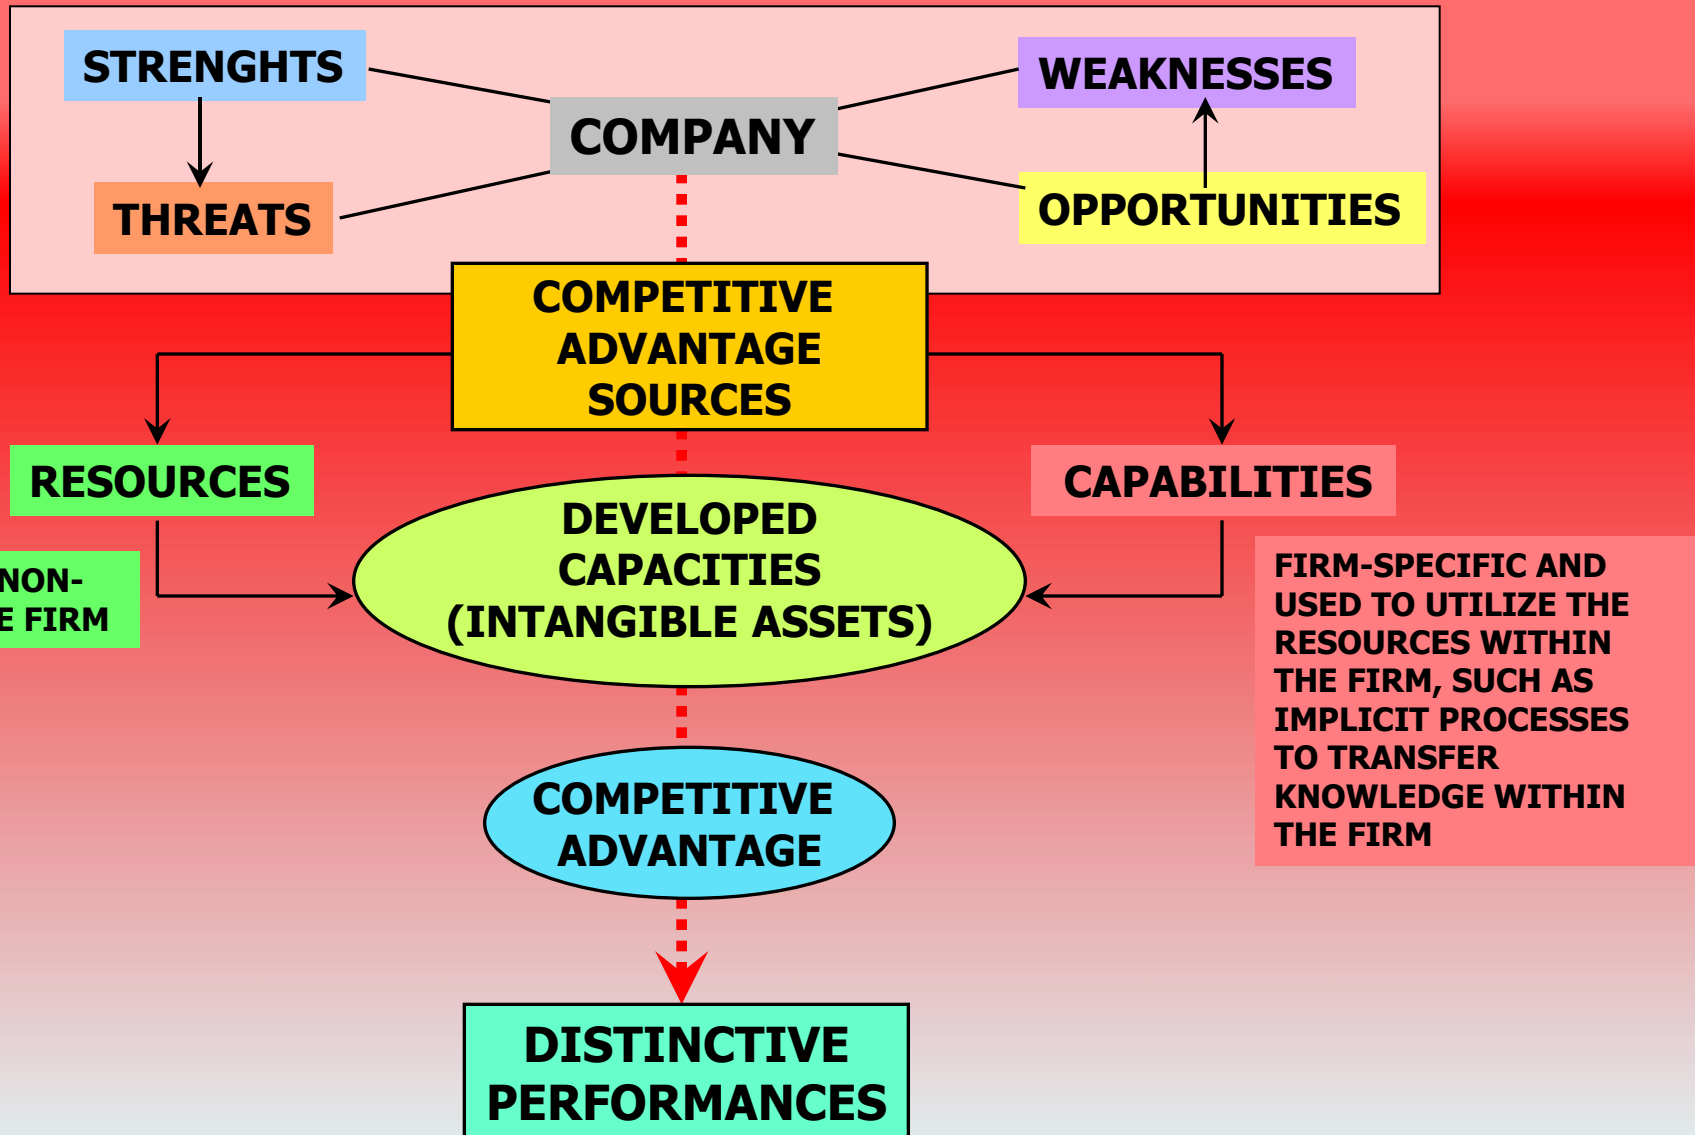 STRENGHTS
WEAKNESSES
COMPANY
THREATS
OPPORTUNITIES
COMPETITIVE
ADVANTAGE
SOURCES
RESOURCES
CAPABILITIES
DEVELOPED
CAPACITIES
(INTANGIBLE ASSETS)
NON-
E FIRM
FIRM-SPECIFIC AND
USED TO UTILIZE THE
RESOURCES WITHIN
THE FIRM, SUCH AS
IMPLICIT PROCESSES
TO TRANSFER
KNOWLEDGE WITHIN
THE FIRM
COMPETITIVE
ADVANTAGE
DISTINCTIVE
PERFORMANCES